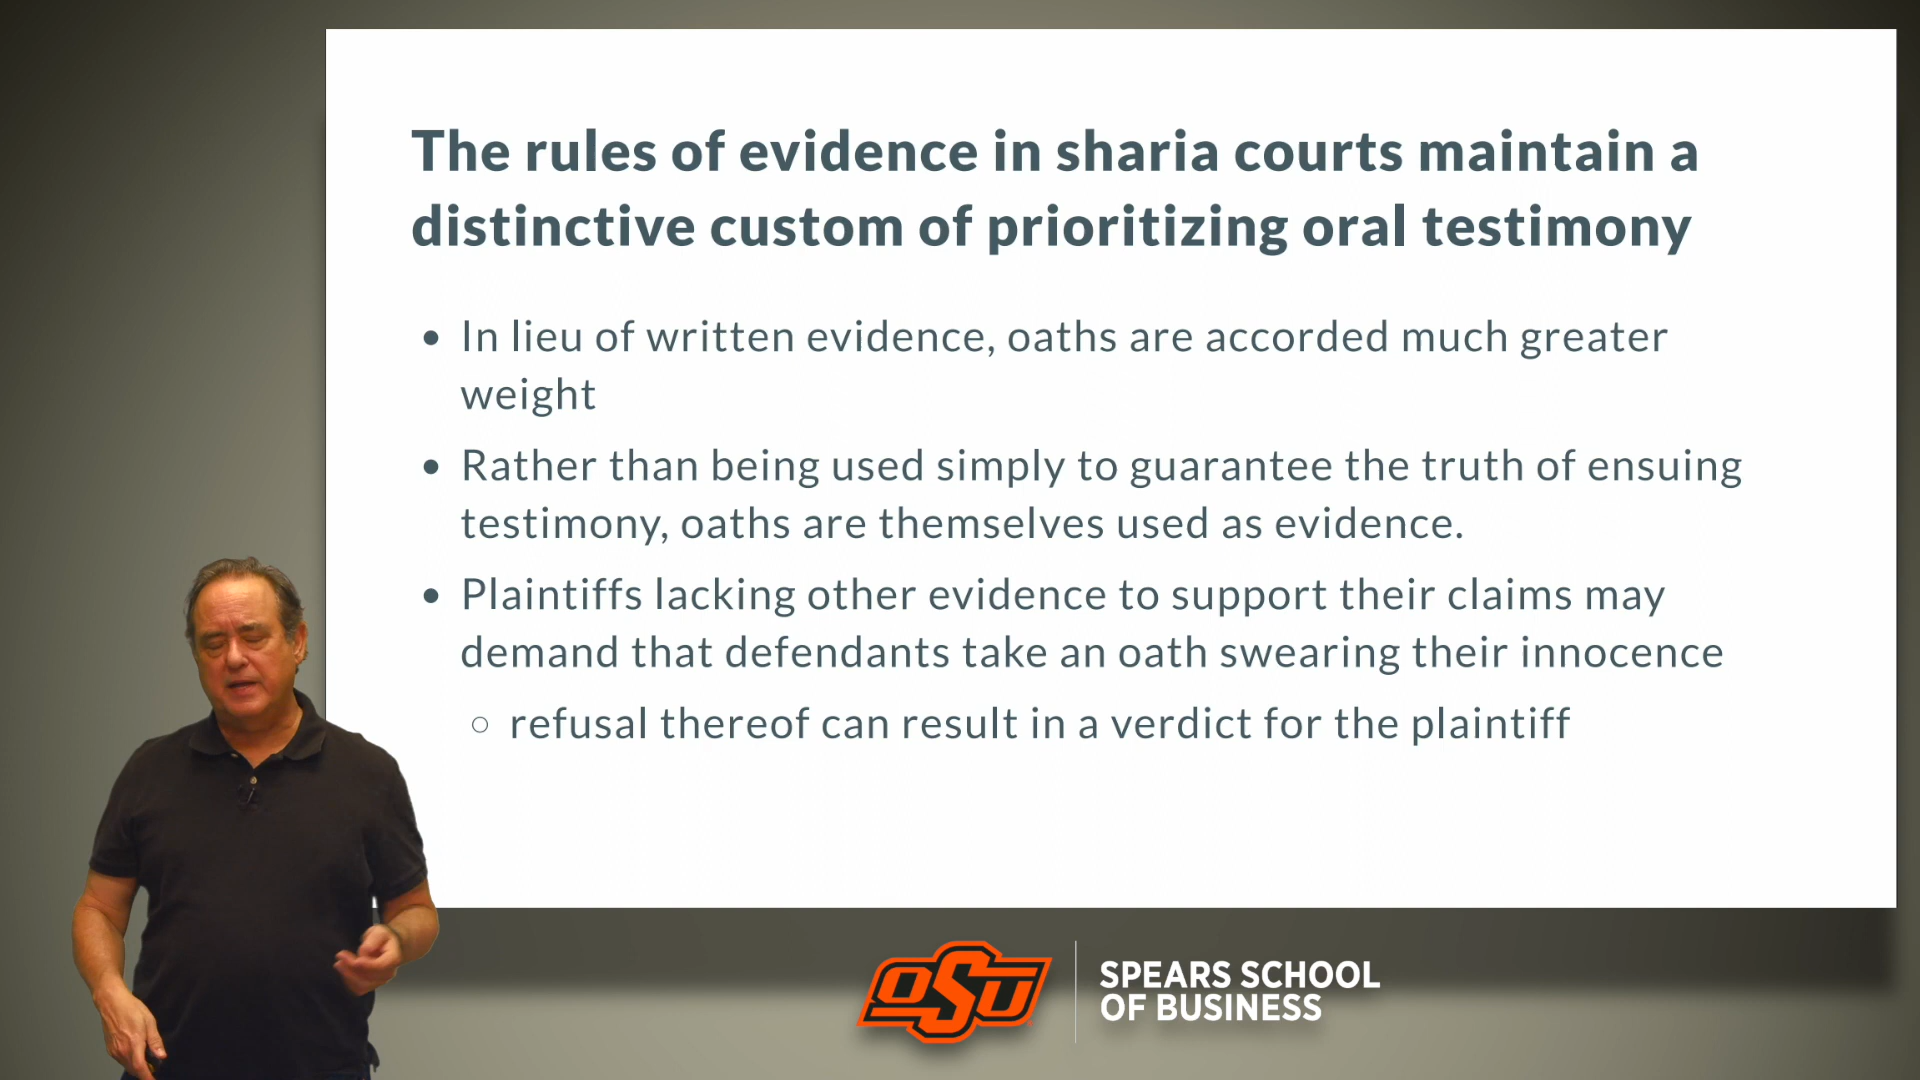 The rules of evidence in sharia courts maintain a
distinctive custom of prioritizing oral testimony
• In lieu of written evidence, oaths are accorded much greater
weight
• Rather than being used simply to guarantee the truth of ensuing
testimony, oaths are themselves used as evidence.
• Plaintiffs lacking other evidence to support their claims may
demand that defendants take an oath swearing their innocence
○ refusal thereof can result in a verdict for the plaintiff
OSU
SPEARS SCHOOL
OF BUSINESS